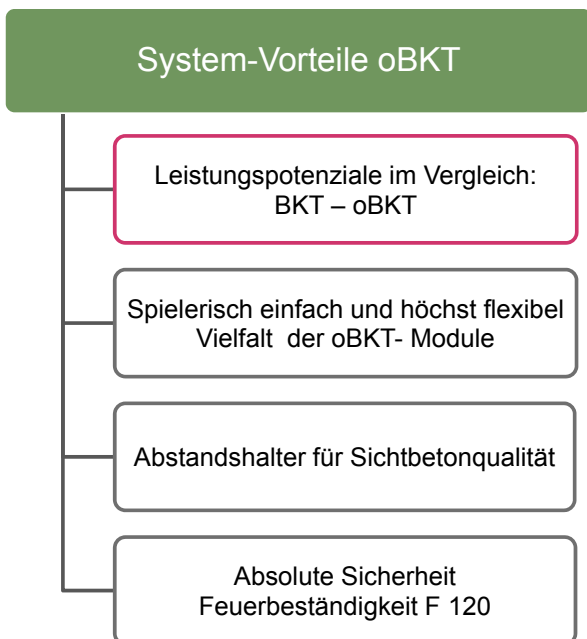 System-Vorteile oBKT
Leistungspotenziale im Vergleich:
BKT – oBKT
Spielerisch einfach und höchst flexibel
Vielfalt der oBKT- Module
Abstandshalter für Sichtbetonqualität
Absolute Sicherheit
Feuerbeständigkeit F 120